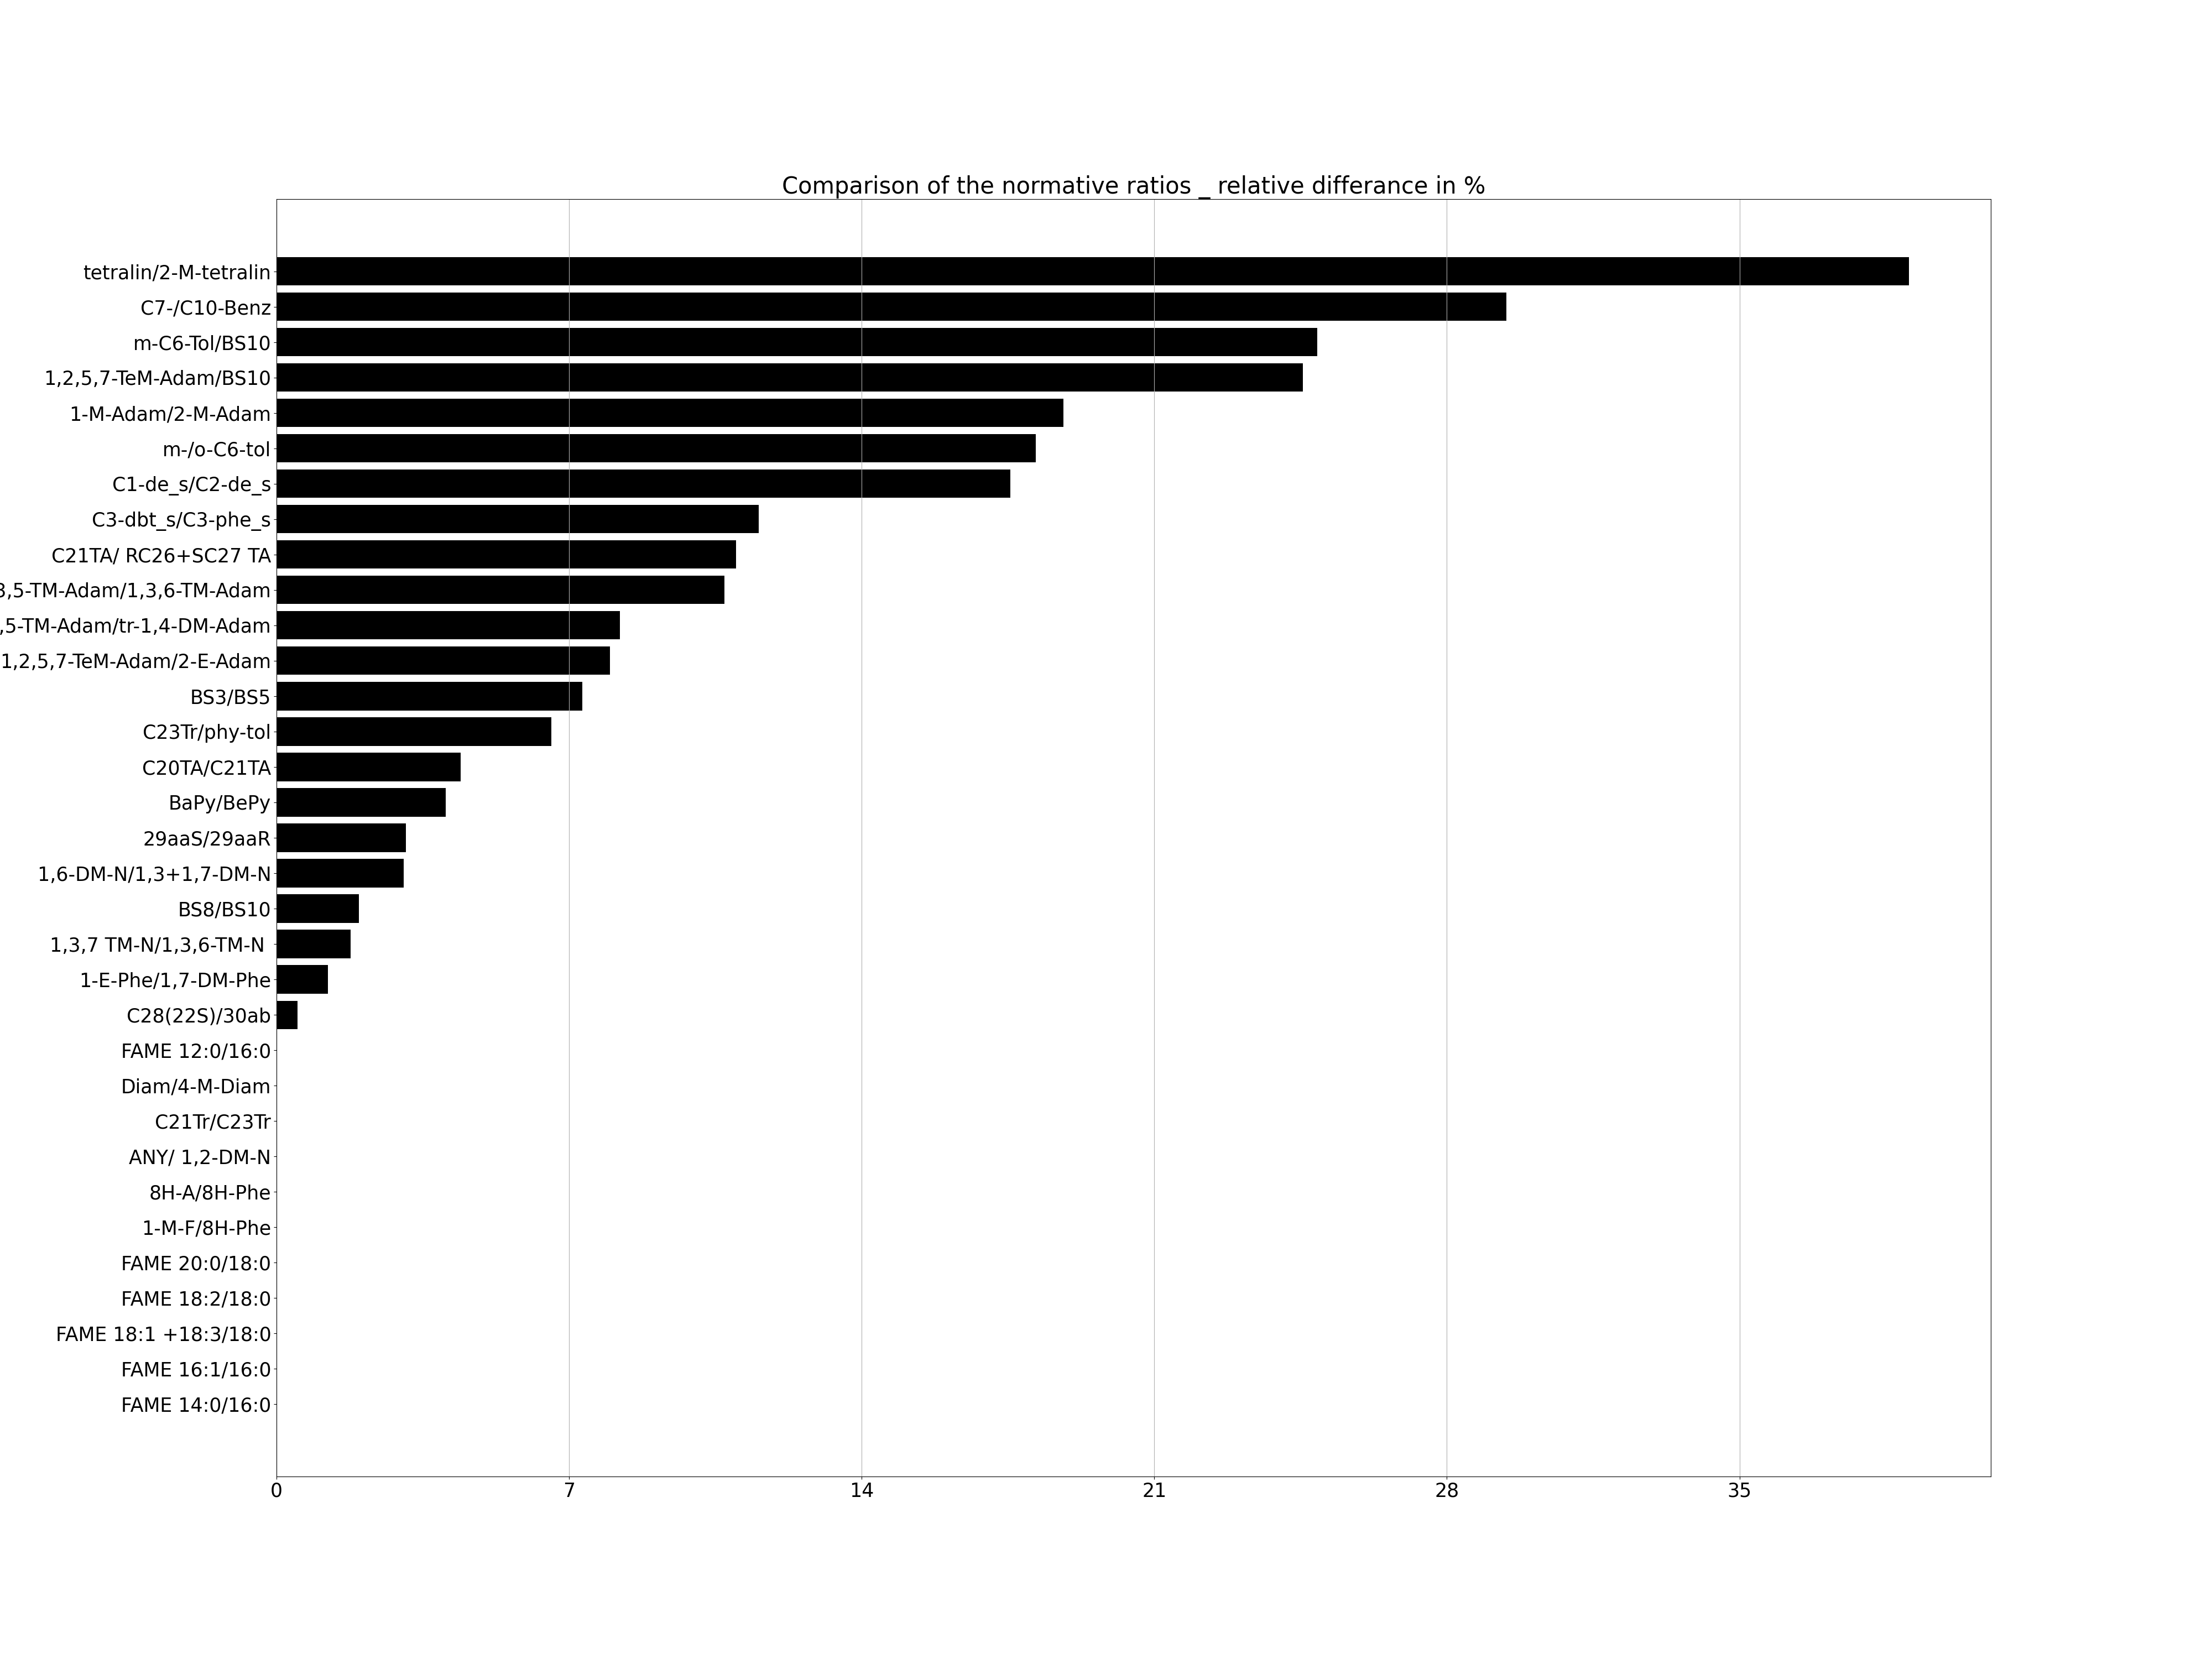 Comparison of the normative ratios _ relative differance in %
tetralin/2-M-tetralin
C7-/C10-Benz
m-C6-Tol/BS10
1,2,5,7-TeM-Adam/BS10
1-M-Adam/2-M-Adam
m-/o-C6-tol
C1-de_s/C2-de_s
C3-dbt_s/C3-phe_s
C21TA/ RC26+SC27 TA
3,5-TM-Adam/1,3,6-TM-Adam
,5-TM-Adam/tr-1,4-DM-Adam
1,2,5,7-TeM-Adam/2-E-Adam
BS3/BS5
C23Tr/phy-tol
C20TA/C21TA
BaPy/BePy
29aaS/29aaR
1,6-DM-N/1,3+1,7-DM-N
BS8/BS10
1,3,7 TM-N/1,3,6-TM-N
1-E-Phe/1,7-DM-Phe
C28(22S)/30ab
FAME 12:0/16:0
Diam/4-M-Diam
C21Tr/C23Tr
ANY/ 1,2-DM-N
8H-A/8H-Phe
1-M-F/8H-Phe
FAME 20:0/18:0
FAME 18:2/18:0
FAME 18:1 +18:3/18:0
FAME 16:1/16:0
FAME 14:0/16:0
0 7 14 21 28 35